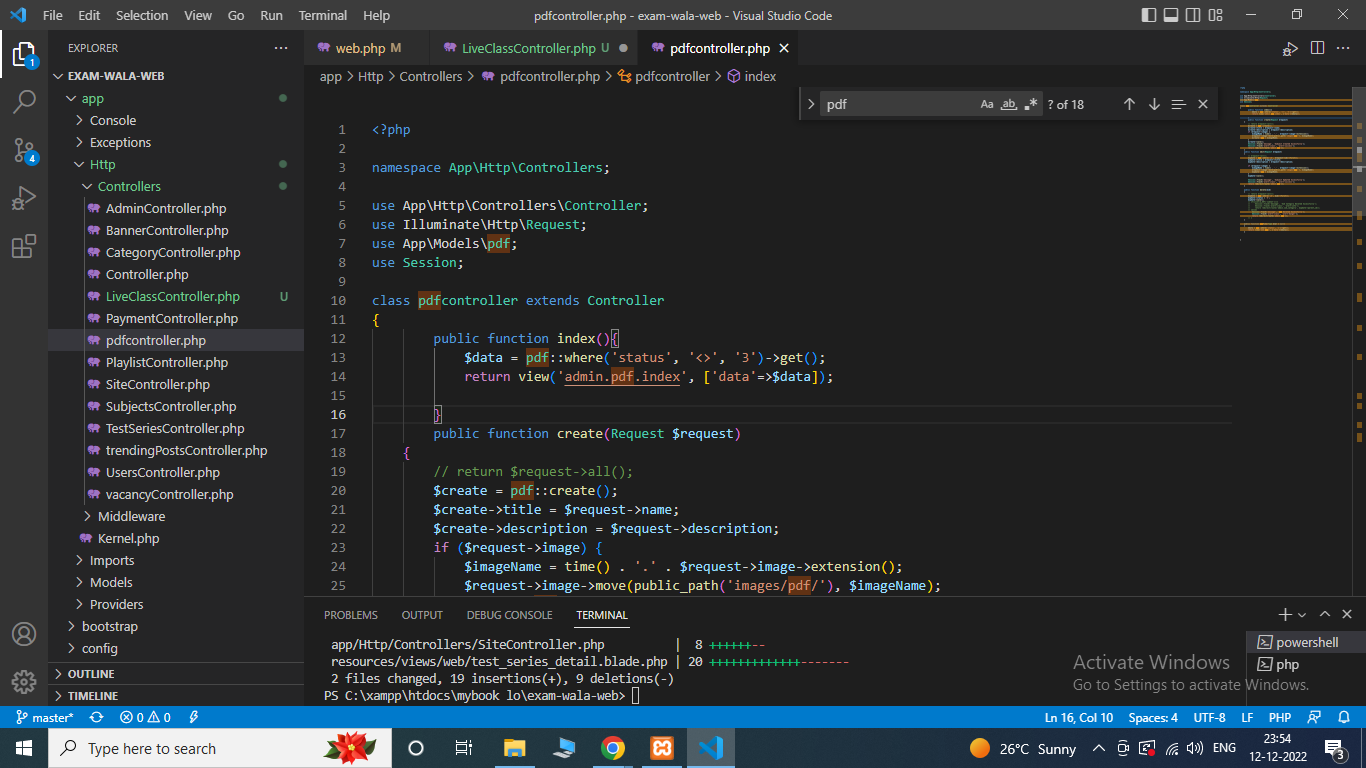 File Edit Selection View Go Run Terminal Help
pdfcontroller.php - exam-wala-web - Visual Studio Code
EXPLORER
EXAM-WALA-WEB
app
Console
Exceptions
Http
Controllers
AdminController.php
BannerController.php
CategoryController.php
Controller.php
LiveClassController.php U
PaymentController.php
pdfcontroller.php
PlaylistController.php
SiteController.php
SubjectsController.php
TestSeriesController.php
trendingPostsController.php
UsersController.php
vacancyController.php
Middleware
Kernel.php
Imports
Models
Providers
bootstrap
config
OUTLINE
TIMELINE
1
4
web.php M
LiveClassController.php U
pdfcontroller.php
app > Http > Controllers > pdfcontroller.php > pdfcontroller > index
pdf Aa ab .* ? of 18
1 <?php
2
3 namespace App\Http\Controllers;
4
5 use App\Http\Controllers\Controller;
6 use Illuminate\Http\Request;
7 use App\Models\pdf;
8 use Session;
9
10 class pdfcontroller extends Controller
11 {
12 public function index(){
13 $data = pdf::where('status', '<>', '3')->get();
14 return view('admin.pdf.index', ['data'=>$data]);
15
16 }
17 public function create(Request $request)
18 {
19 // return $request->all();
20 $create = pdf::create();
21 $create->title = $request->name;
22 $create->description = $request->description;
23 if ($request->image) {
24 $imageName = time() . '.' . $request->image->extension();
25 $request->image->move(public_path('images/pdf/'), $imageName);
PROBLEMS OUTPUT DEBUG CONSOLE TERMINAL
app/Http/Controllers/SiteController.php | 8 ++++++--
resources/views/web/test_series_detail.blade.php | 20 +++++++++++++-------
2 files changed, 19 insertions(+), 9 deletions(-)
PS C:\xampp\htdocs\mybook lo\exam-wala-web>
powershell
php
Activate Windows
Go to Settings to activate Windows.
master* 0 0
Ln 16, Col 10 Spaces: 4 UTF-8 LF PHP
Type here to search
26°C Sunny
ENG
23:54
12-12-2022
3